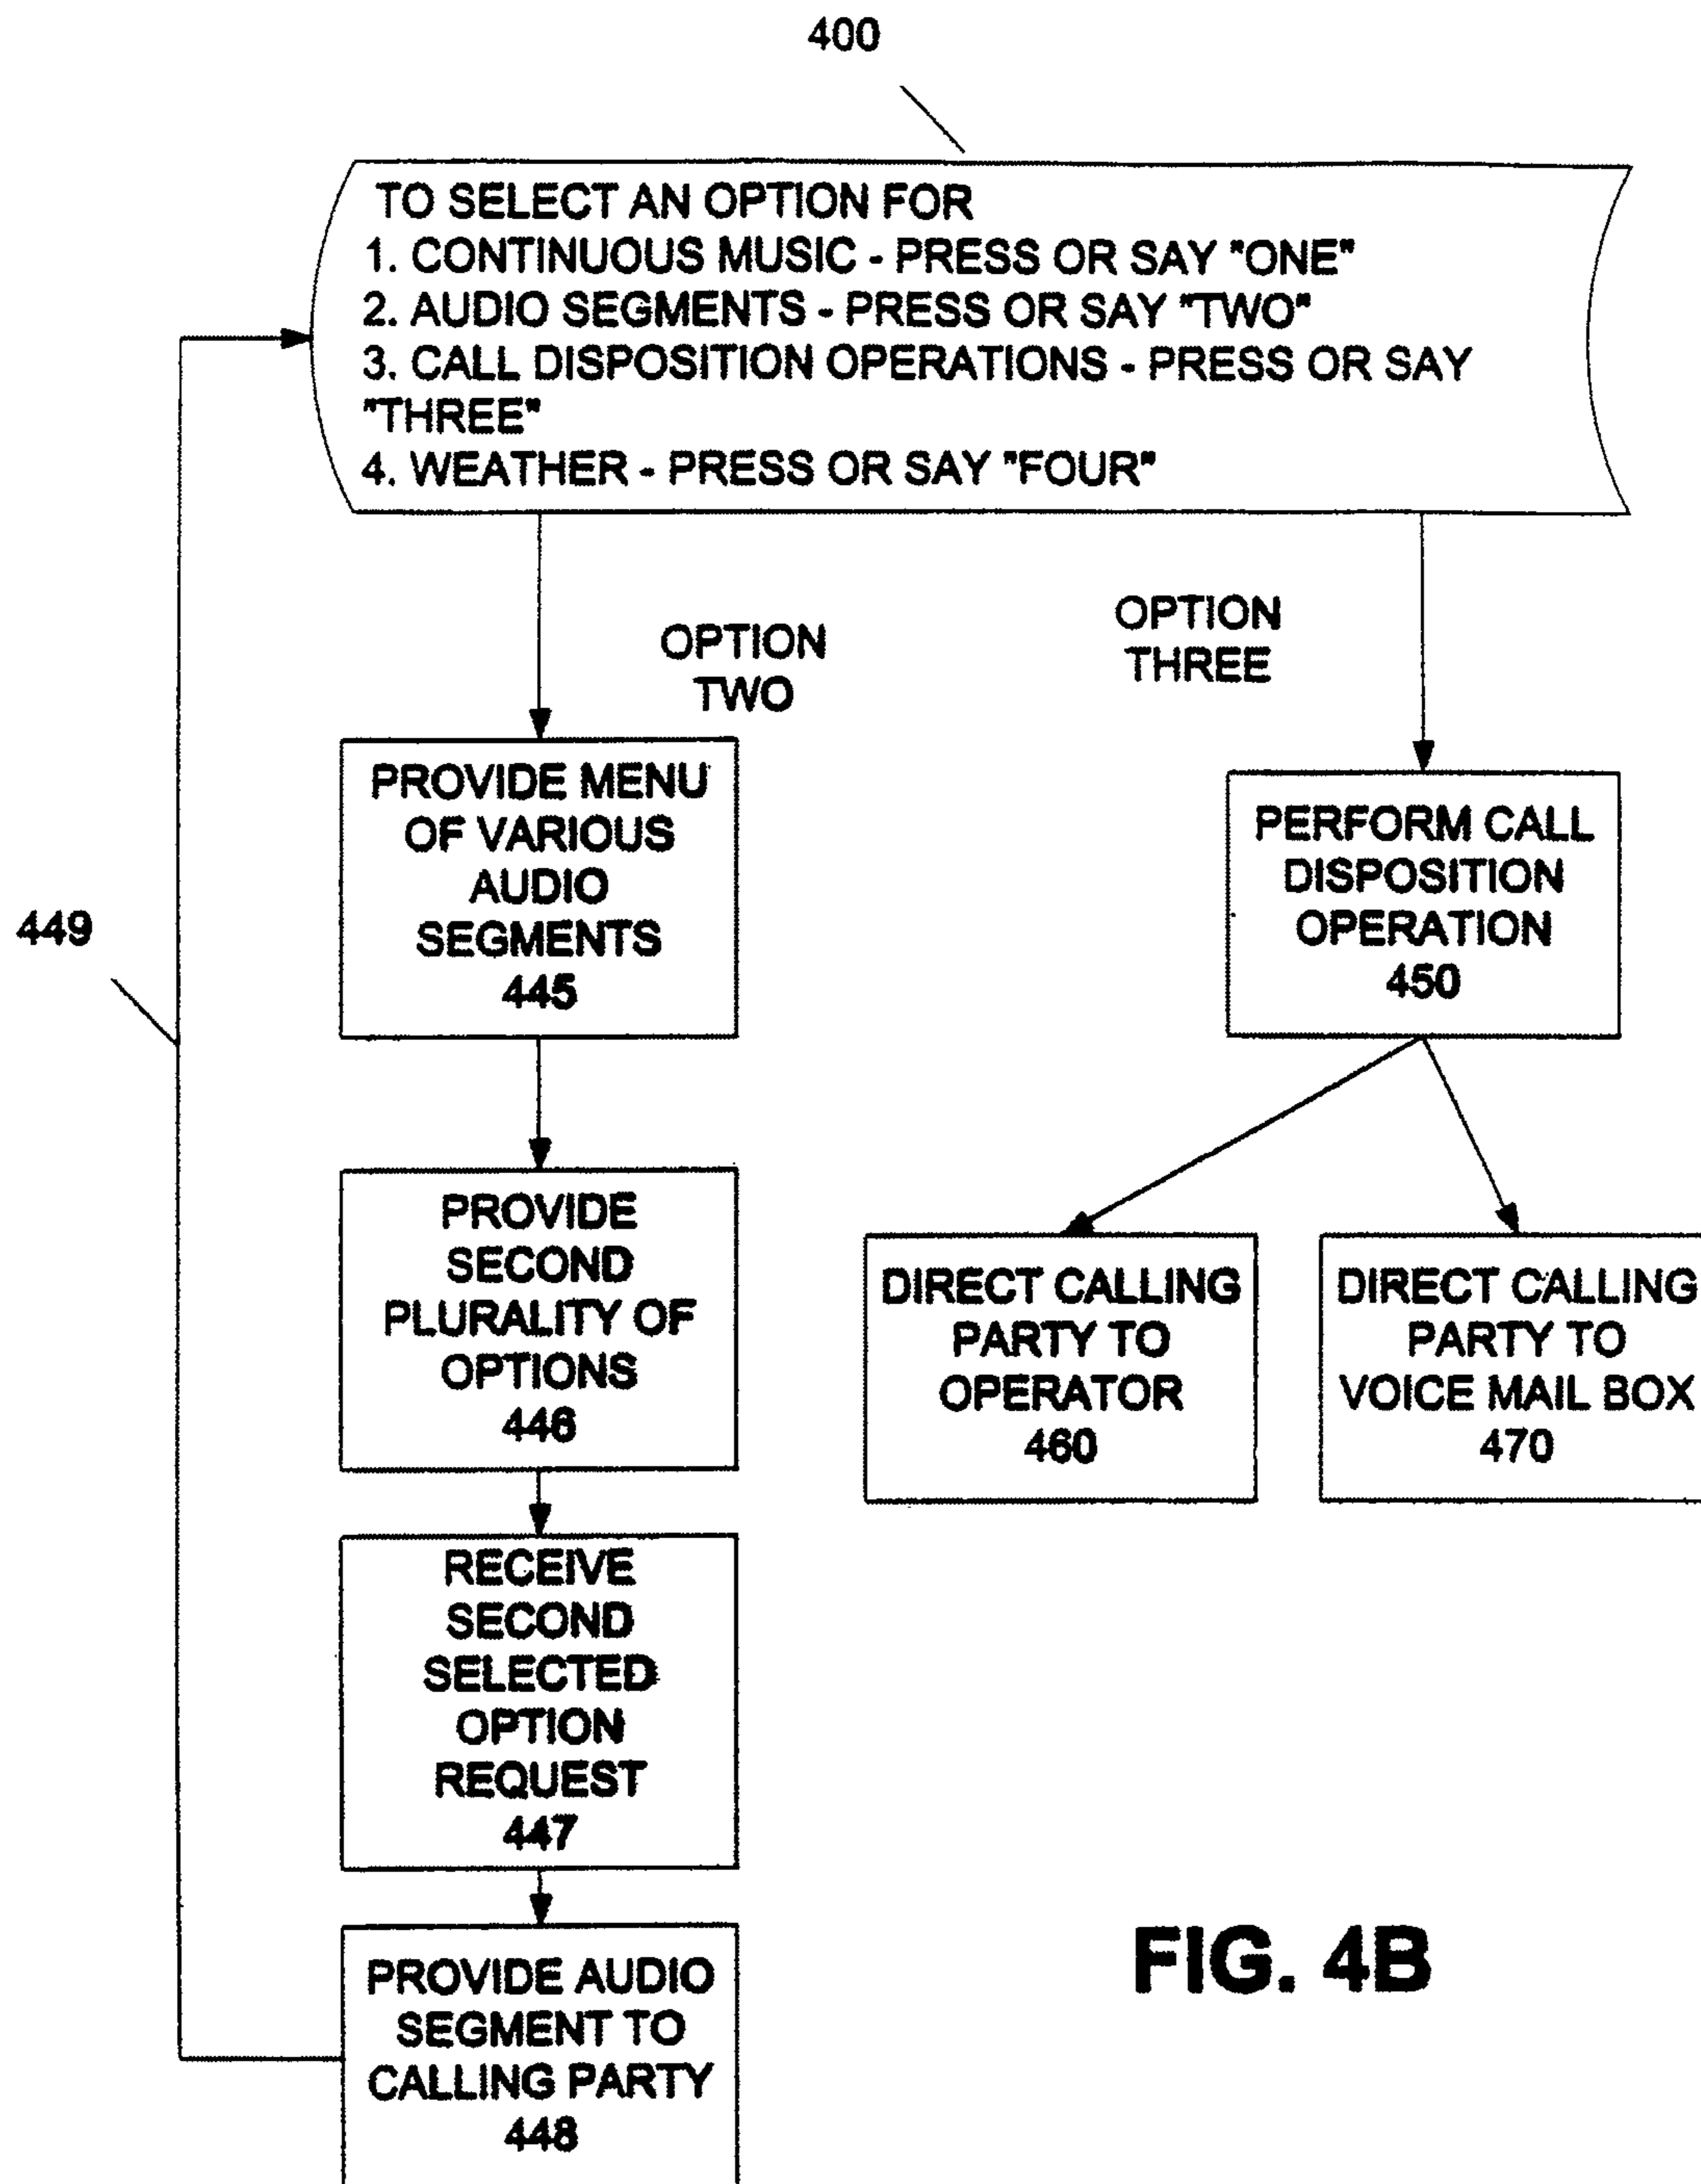 400
TO SELECT AN OPTION FOR
1. CONTINUOUS MUSIC - PRESS OR SAY "ONE"
2. AUDIO SEGMENTS - PRESS OR SAY "TWO"
3. CALL DISPOSITION OPERATIONS - PRESS OR SAY
"THREE"
4. WEATHER - PRESS OR SAY "FOUR"
OPTION
TWO
OPTION
THREE
PROVIDE MENU
OF VARIOUS
AUDIO
SEGMENTS
445
PERFORM CALL
DISPOSITION
OPERATION
450
449
PROVIDE
SECOND
PLURALITY OF
OPTIONS
446
DIRECT CALLING
PARTY TO
OPERATOR
460
DIRECT CALLING
PARTY TO
VOICE MAIL BOX
470
RECEIVE
SECOND
SELECTED
OPTION
REQUEST
447
PROVIDE AUDIO
SEGMENT TO
CALLING PARTY
448
FIG. 4B